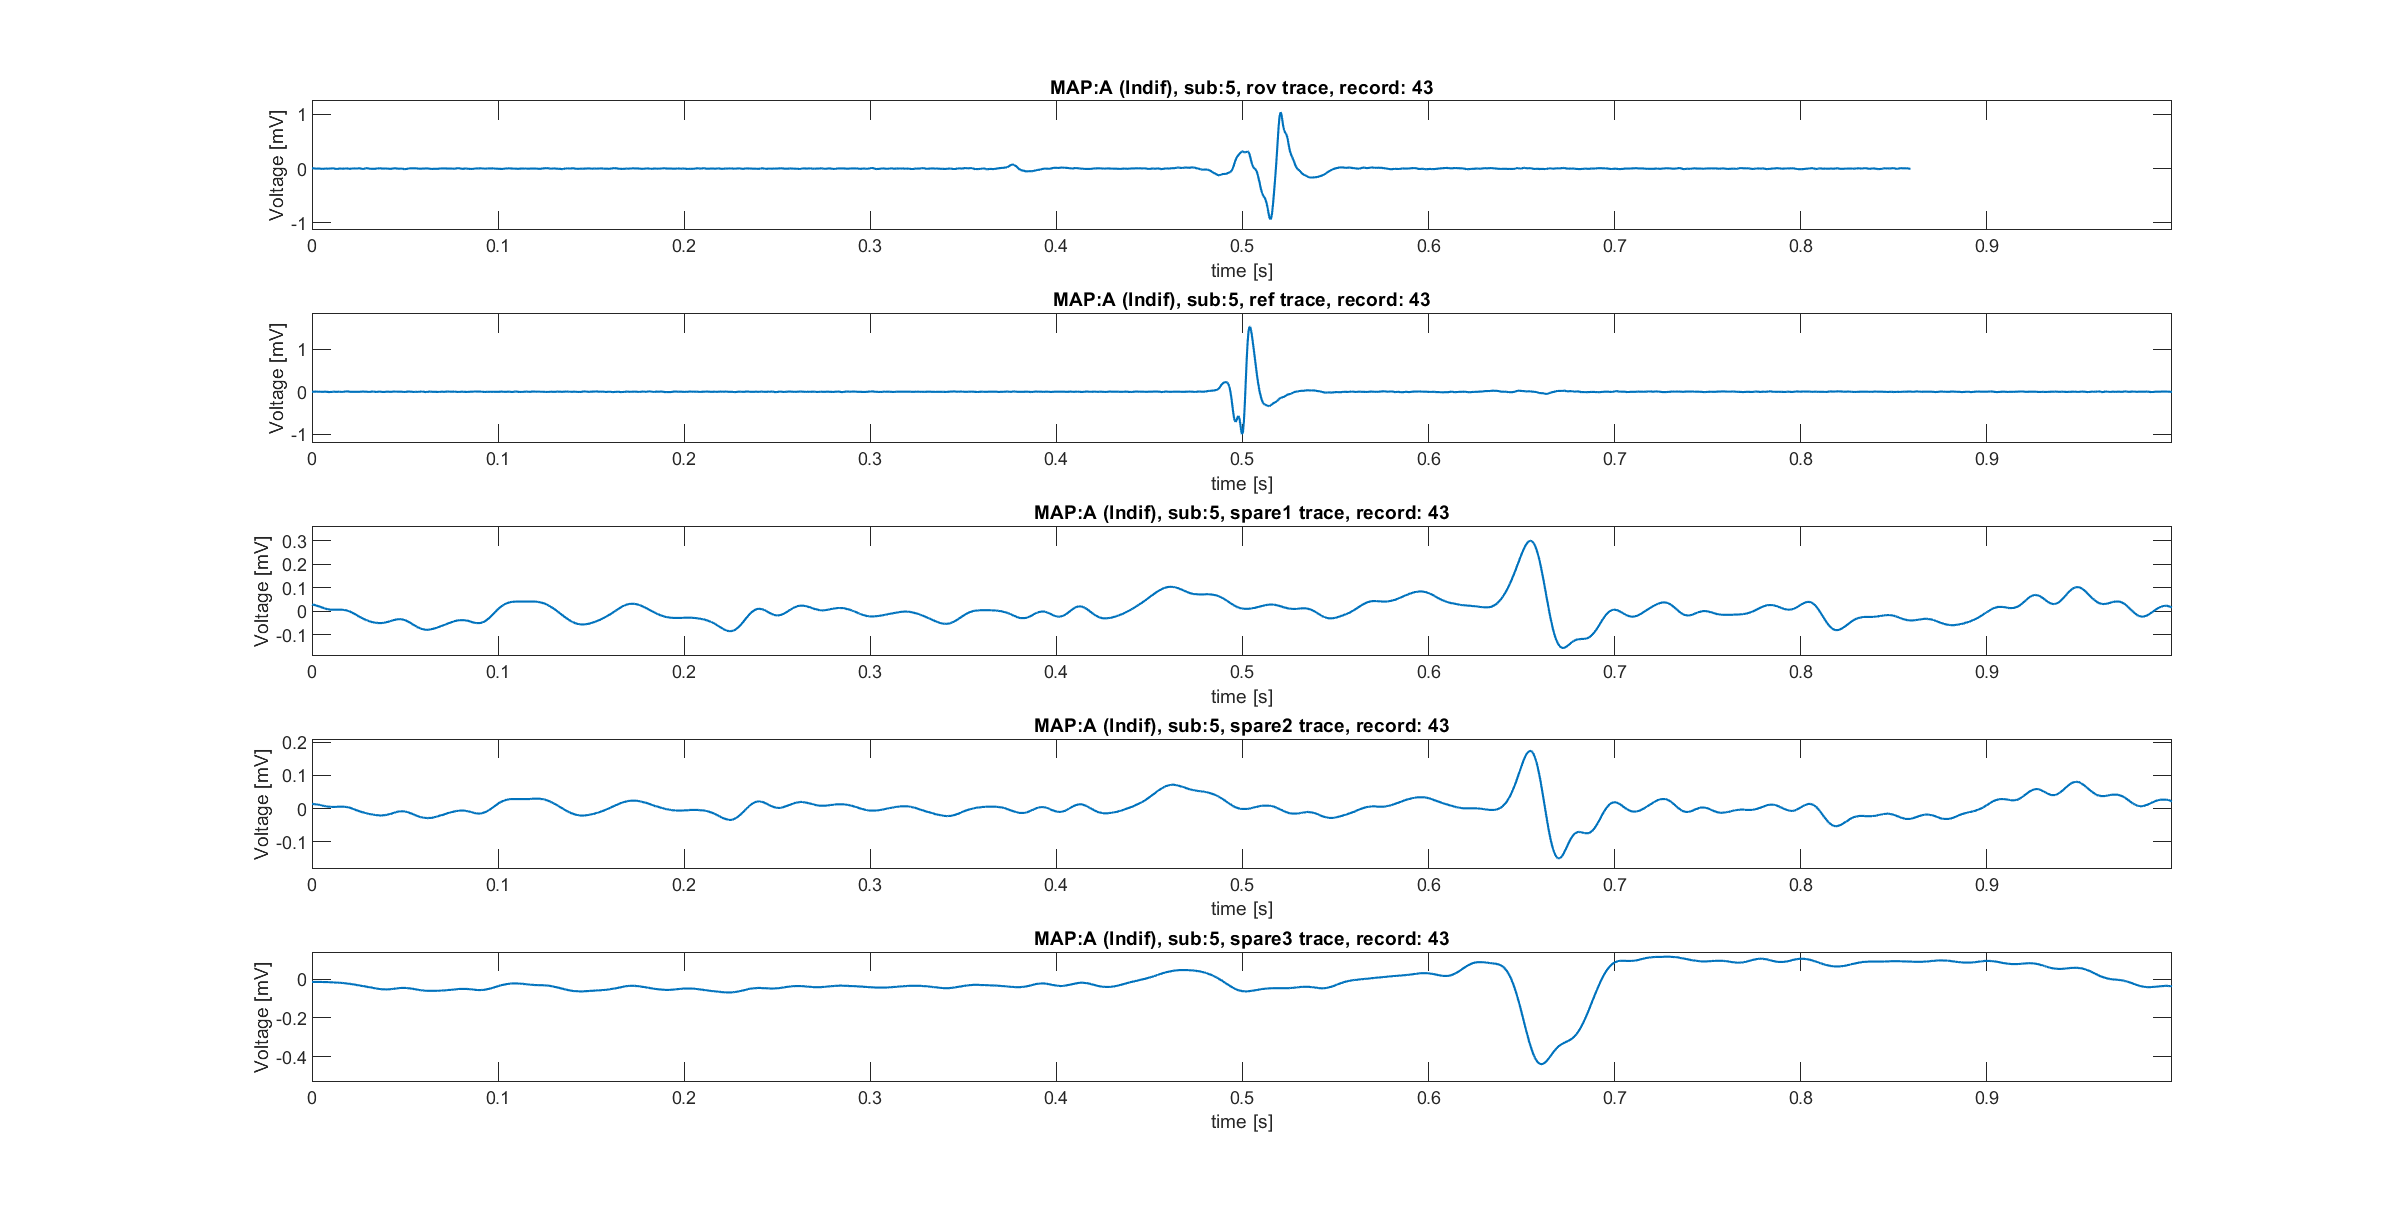 MAP:A (Indif), sub:5, rov trace, record: 43
Voltage [mV]
1
0
-1
0 0.1 0.2 0.3 0.4 0.5 0.6 0.7 0.8 0.9
time [s]
MAP:A (Indif), sub:5, ref trace, record: 43
Voltage [mV]
1
0
-1
0 0.1 0.2 0.3 0.4 0.5 0.6 0.7 0.8 0.9
time [s]
MAP:A (Indif), sub:5, spare1 trace, record: 43
Voltage [mV]
0.3
0.2
0.1
0
-0.1
0 0.1 0.2 0.3 0.4 0.5 0.6 0.7 0.8 0.9
time [s]
MAP:A (Indif), sub:5, spare2 trace, record: 43
Voltage [mV]
0.2
0.1
0
-0.1
0 0.1 0.2 0.3 0.4 0.5 0.6 0.7 0.8 0.9
time [s]
MAP:A (Indif), sub:5, spare3 trace, record: 43
Voltage [mV]
0
-0.2
-0.4
0 0.1 0.2 0.3 0.4 0.5 0.6 0.7 0.8 0.9
time [s]